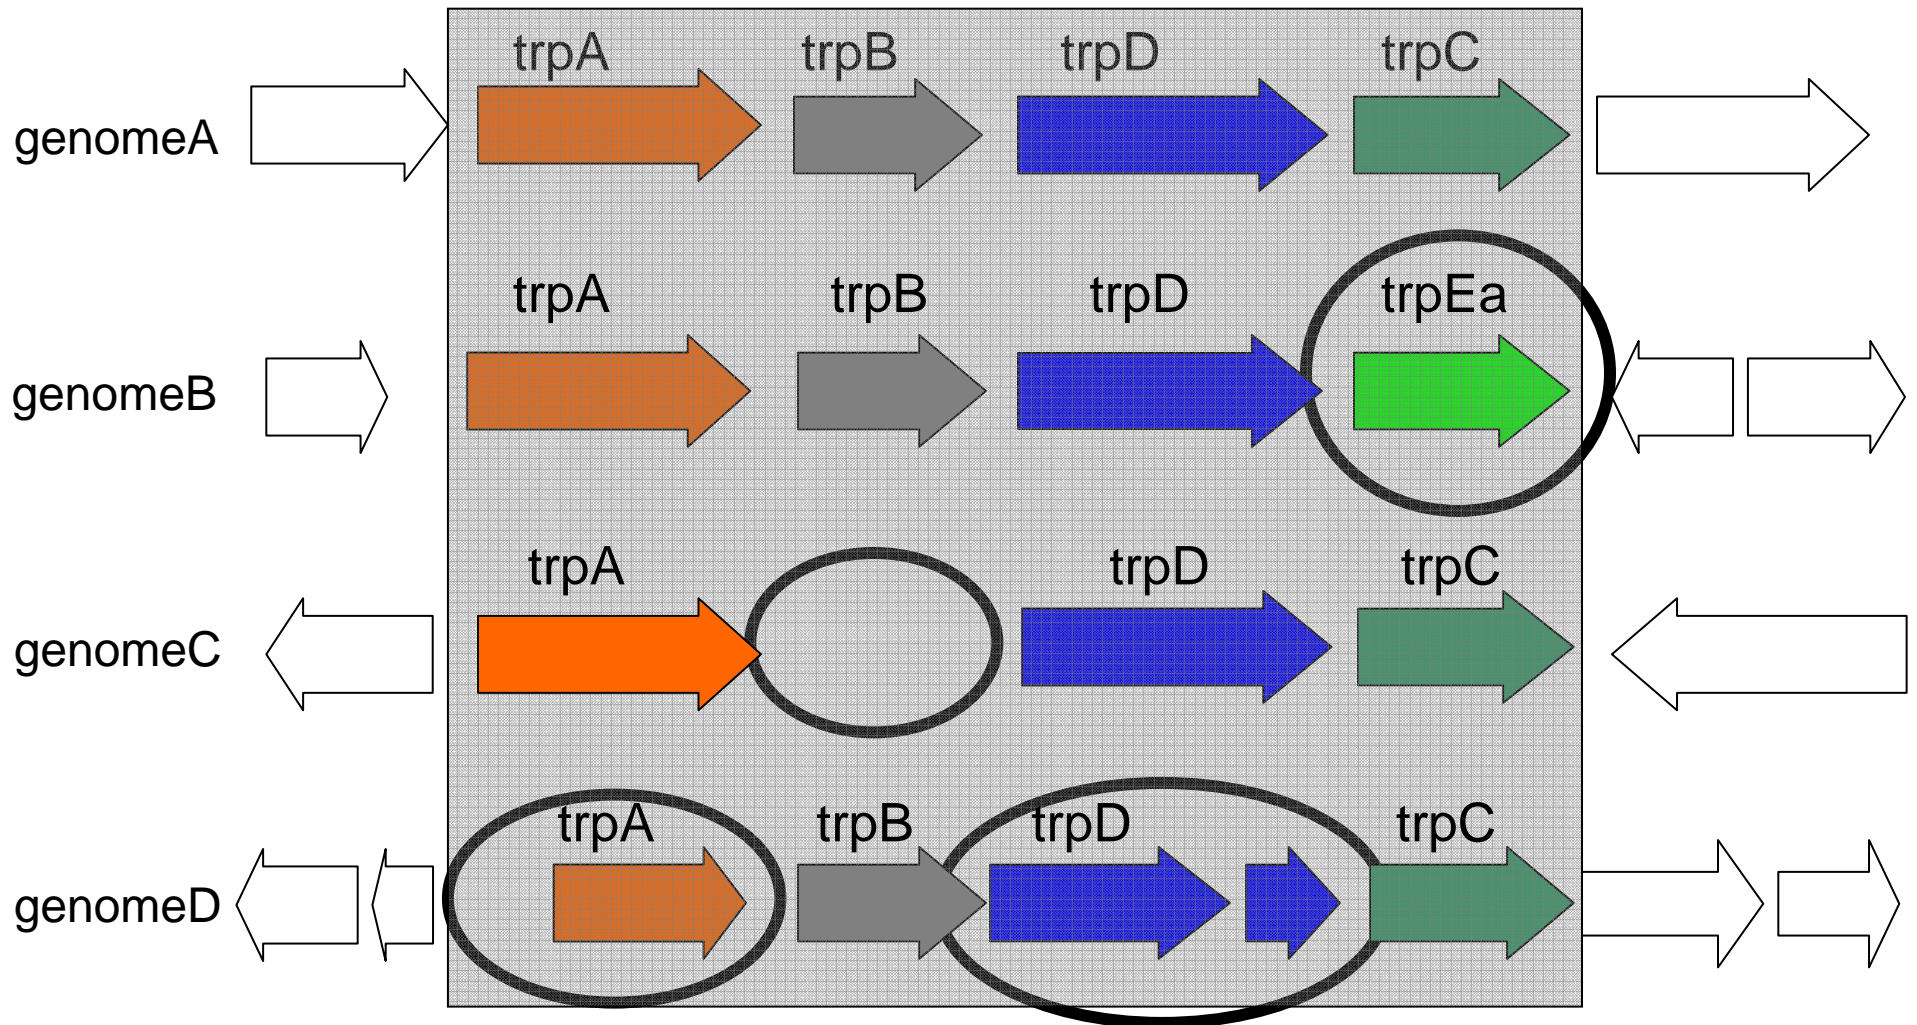 trpA trpB trpD trpC
genomeA
trpA trpB trpD trpEa
genomeB
trpA trpD trpC
genomeC
trpA trpB trpD trpC
genomeD